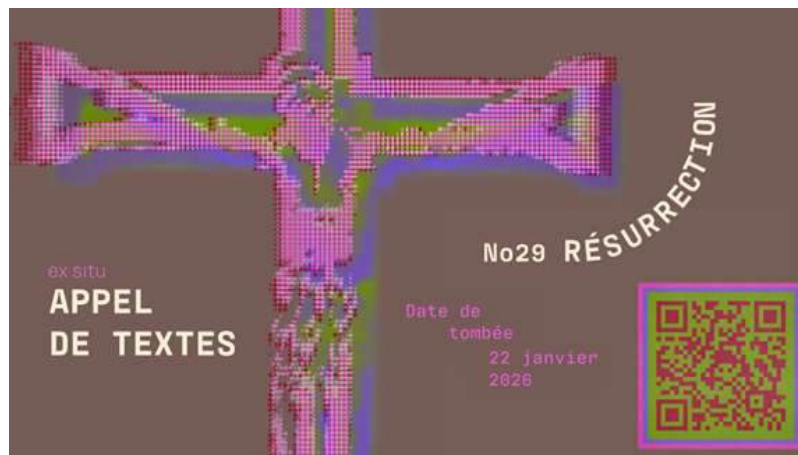 ex situ
APPEL
DE TEXTES
No29 RÉSURRECTION
Date de
tombée
22 janvier
2026